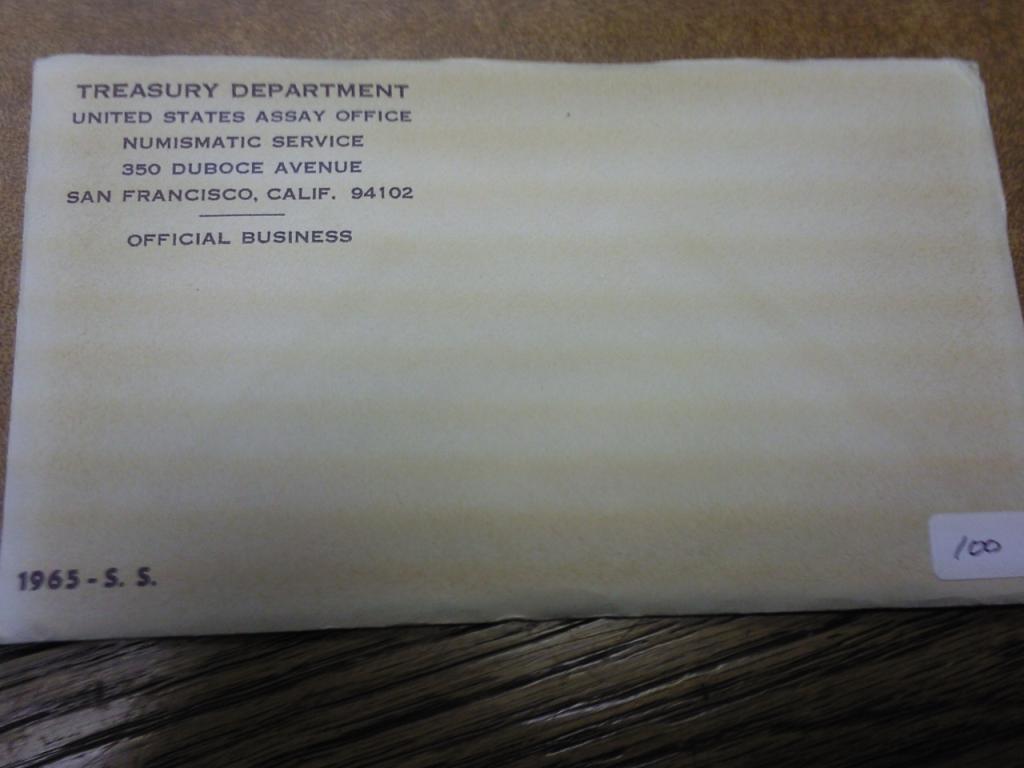 TREASURY DEPARTMENT
UNITED STATES ASSAY OFFICE
NUMISMATIC SERVICE
350 DUBOCE AVENUE
SAN FRANCISCO, CALIF. 94102
OFFICIAL BUSINESS
1965 - S. S.
100